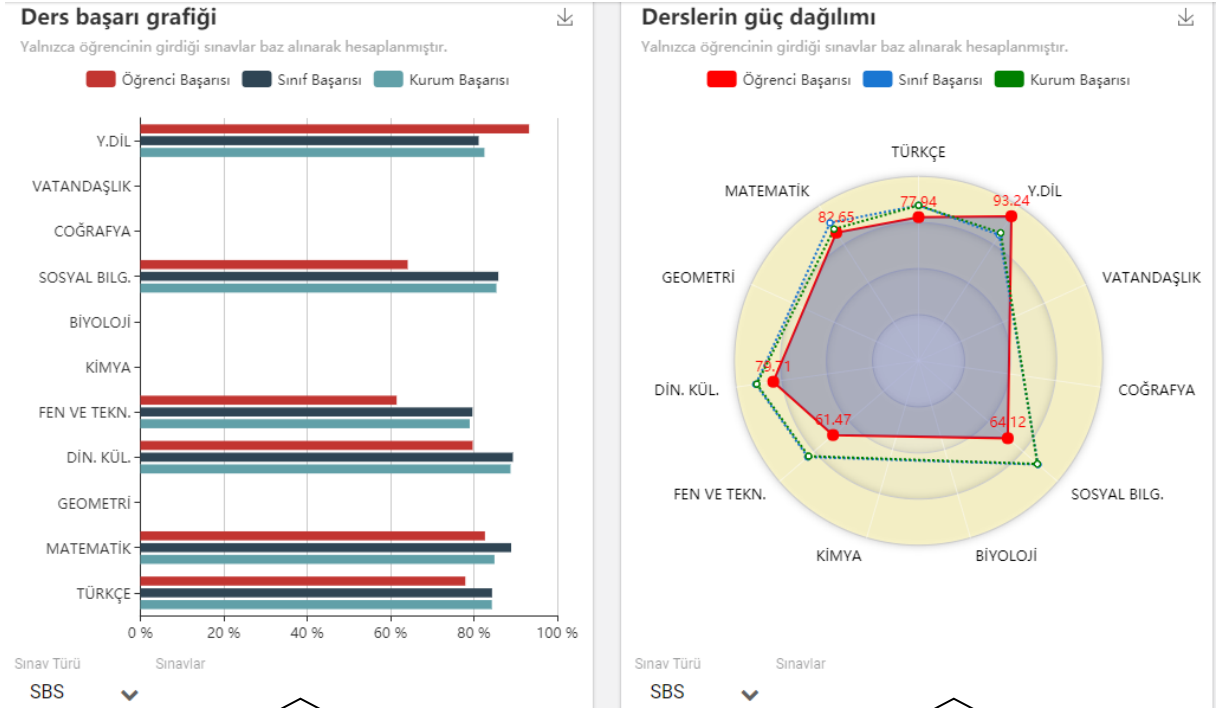 Ders başarı grafiği
Yalnızca öğrencinin girdiği sınavlar baz alınarak hesaplanmıştır.
Öğrenci Başarısı Sınıf Başarısı Kurum Başarısı
Y.DİL
VATANDAŞLIK
COĞRAFYA
SOSYAL BILG.
BİYOLOJİ
KİMYA
FEN VE TEKN.
DİN. KÜL.
GEOMETRİ
MATEMATİK
TÜRKÇE
0 % 20 % 40 % 60 % 80 % 100 %
Sınav Türü Sınavlar
SBS
Derslerin güç dağılımı
Yalnızca öğrencinin girdiği sınavlar baz alınarak hesaplanmıştır.
Öğrenci Başarısı Sınıf Başarısı Kurum Başarısı
TÜRKÇE
MATEMATİK Y.DİL
82.65 77.94 93.24
GEOMETRİ VATANDAŞLIK
79.71
DİN. KÜL. COĞRAFYA
61.47 64.12
FEN VE TEKN. SOSYAL BILG.
KİMYA BİYOLOJİ
Sınav Türü Sınavlar
SBS